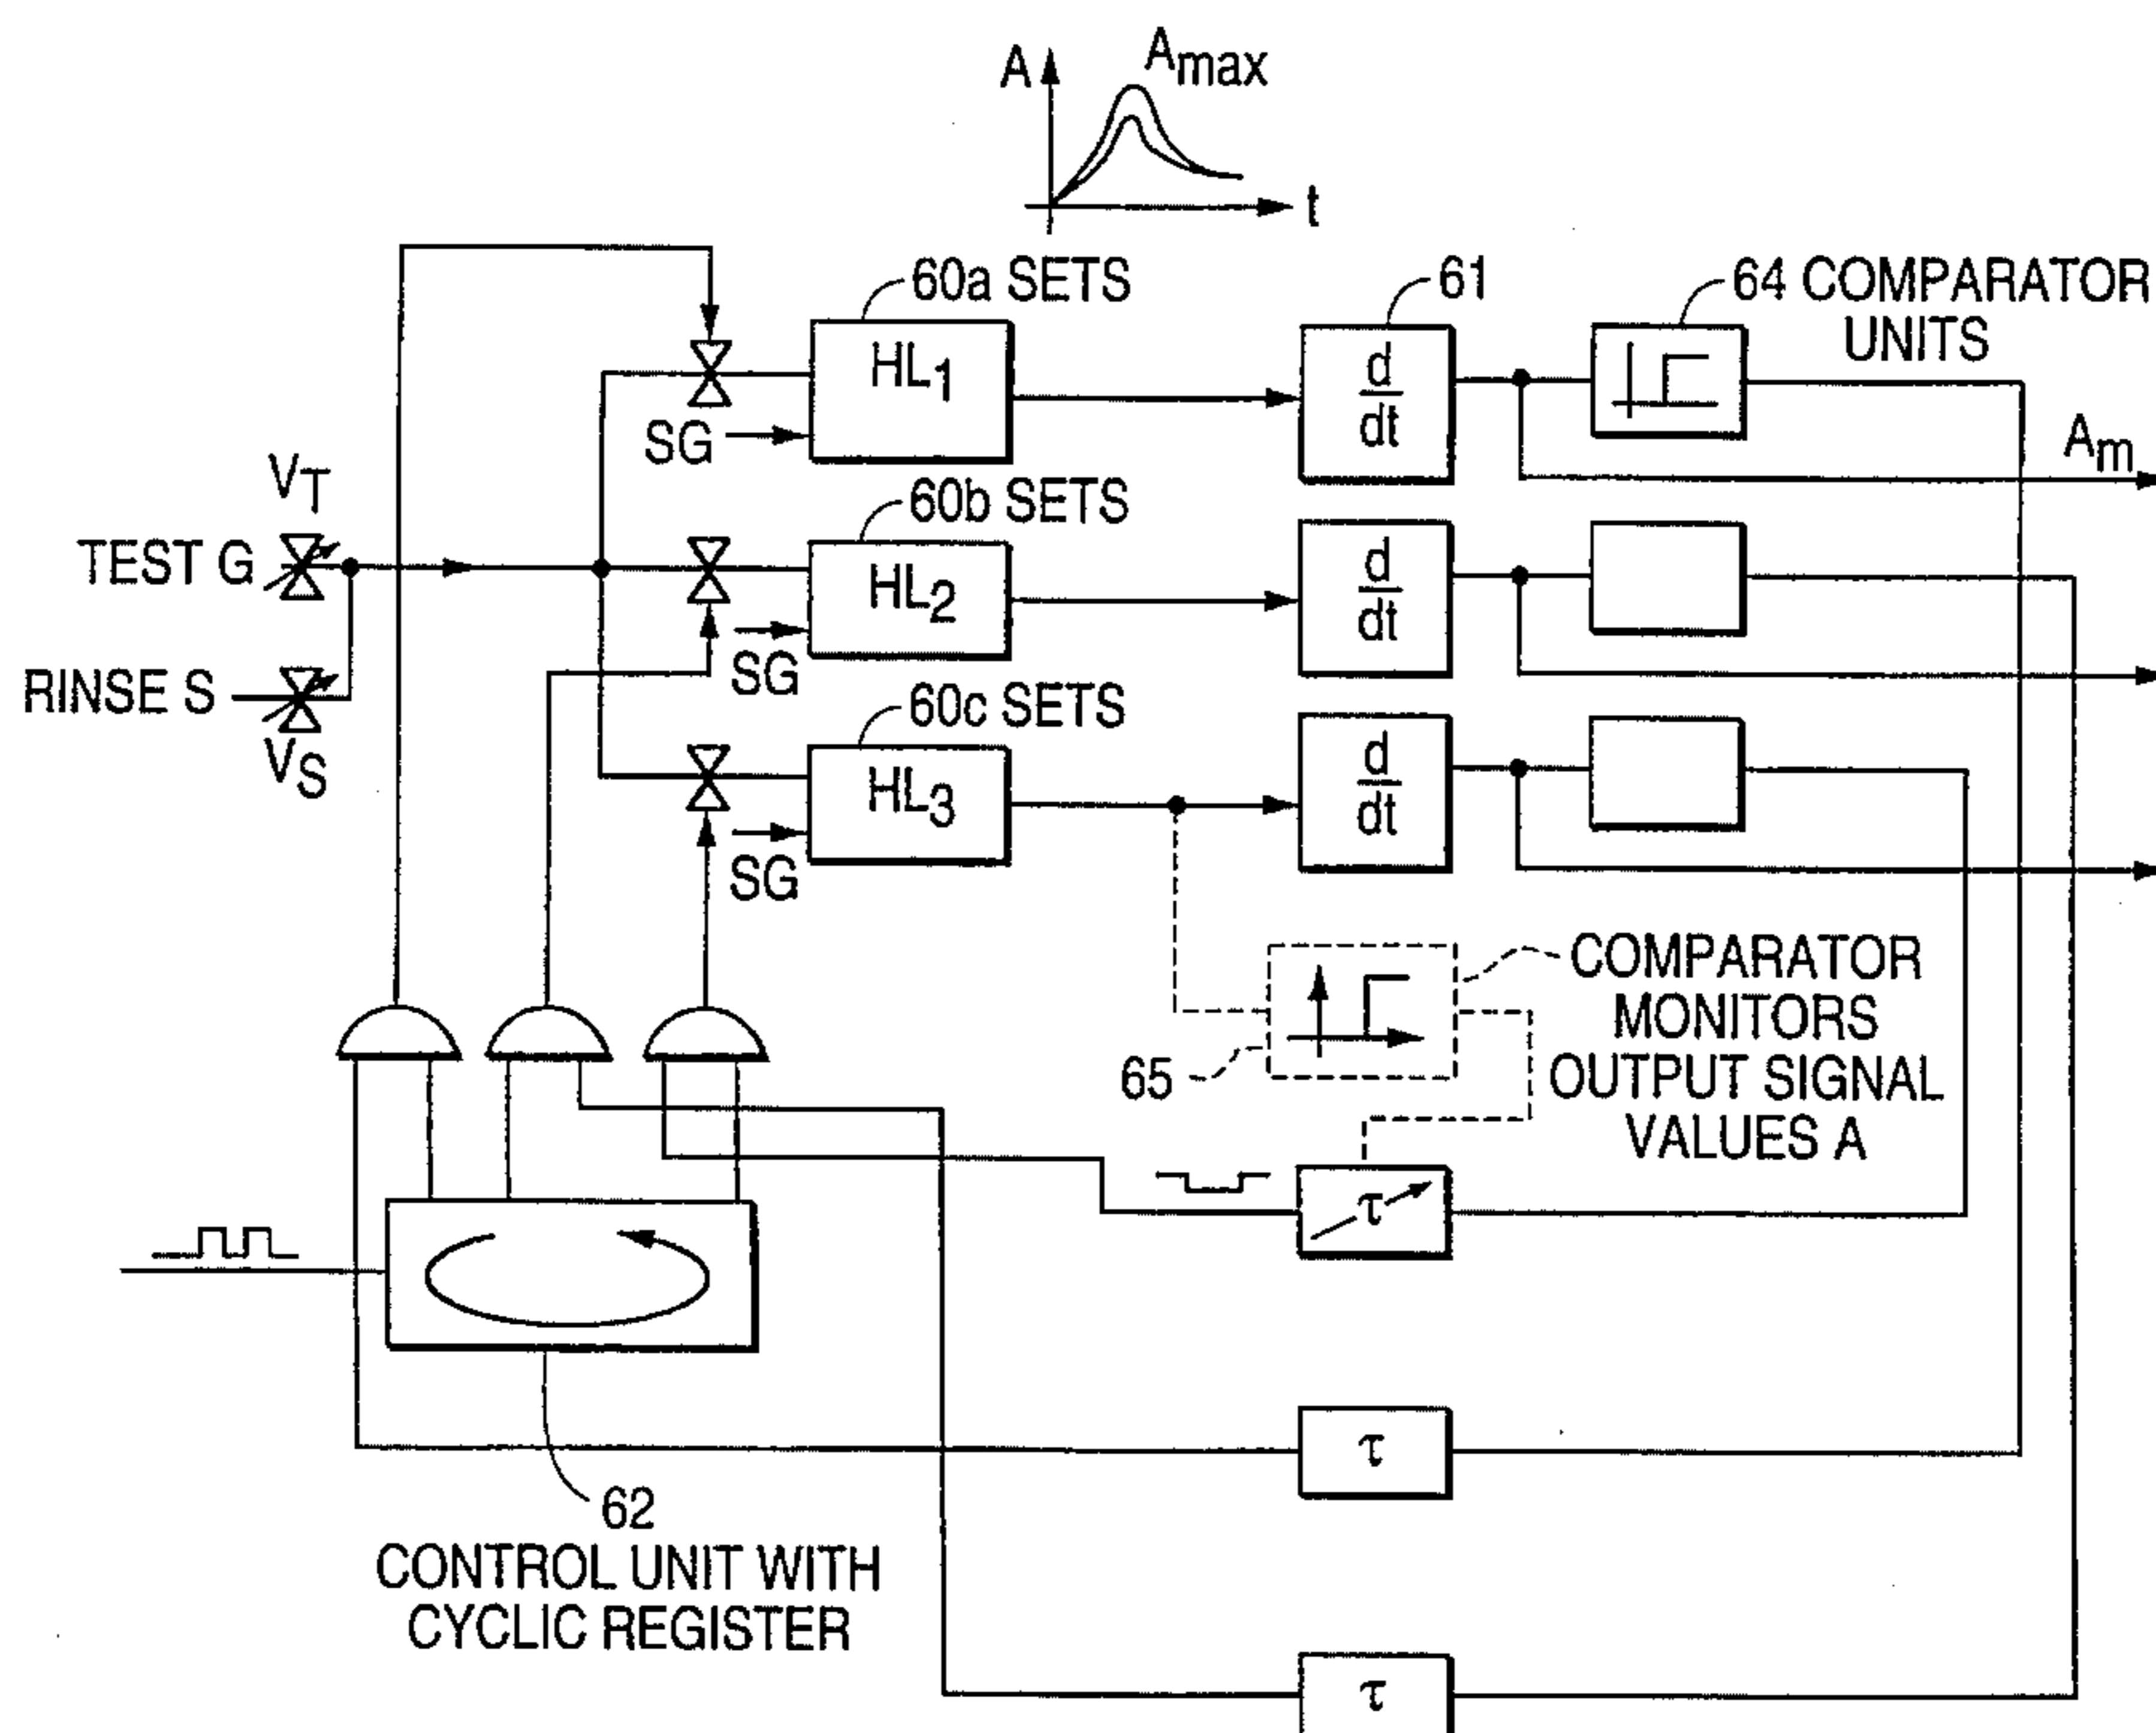 A
Amax
t
60a SETS
61
64 COMPARATOR
UNITS
HL1
d
dt
SG
Am
VT
60b SETS
TEST G
HL2
d
dt
SG
RINSE S
VS
60c SETS
HL3
d
dt
SG
COMPARATOR
MONITORS
OUTPUT SIGNAL
VALUES A
65
τ
τ
62
CONTROL UNIT WITH
CYCLIC REGISTER
τ